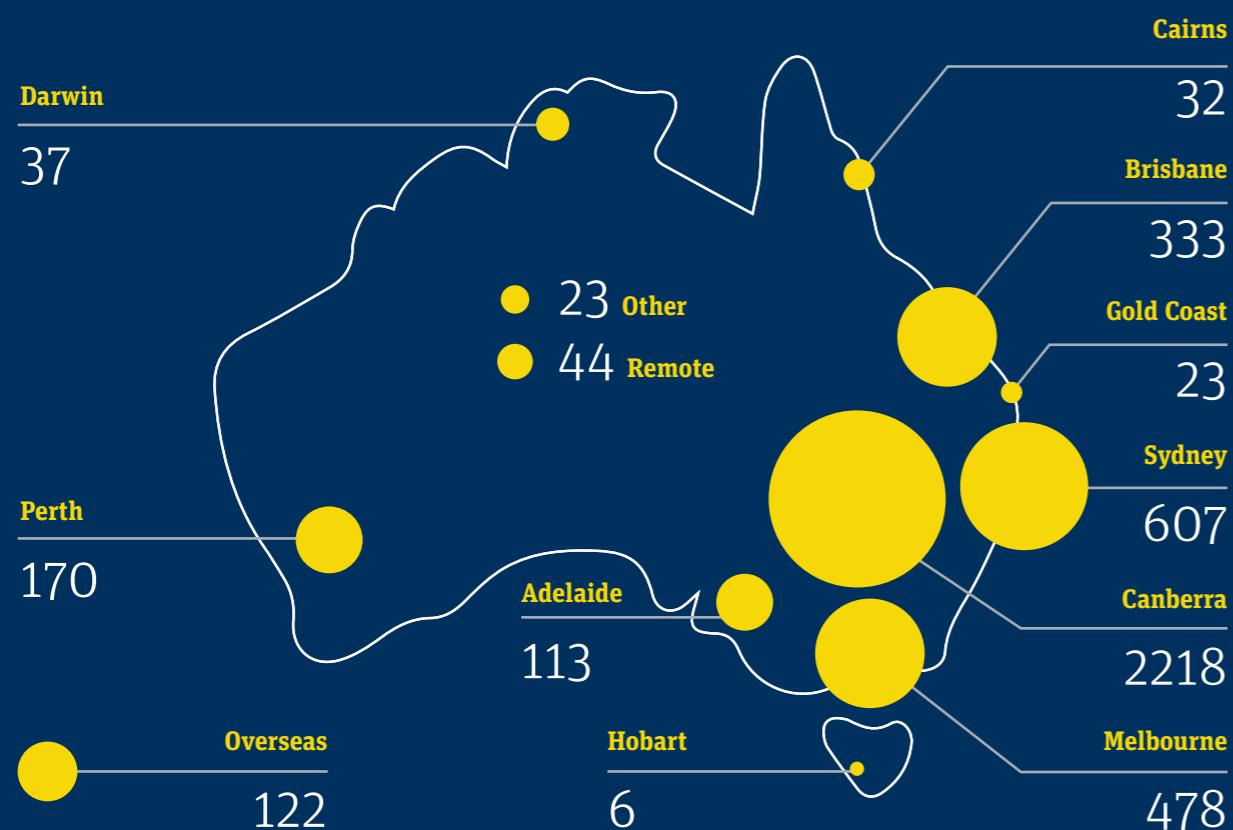 Cairns
32
Darwin
37
Brisbane
333
23 Other
44 Remote
Gold Coast
23
Sydney
607
Perth
170
Adelaide
113
Canberra
2218
Overseas
122
Hobart
6
Melbourne
478